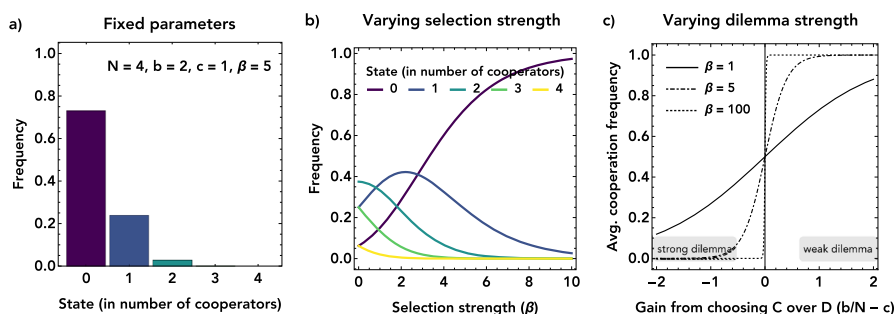 a)
Fixed parameters
N = 4, b = 2, c = 1, β = 5
Frequency
1.0
0.8
0.6
0.4
0.2
0.0
0 1 2 3 4
State (in number of cooperators)
b)
Varying selection strength
State (in number of cooperators)
0 1 2 3 4
Frequency
1.0
0.8
0.6
0.4
0.2
0.0
0 2 4 6 8 10
Selection strength (β)
c)
Varying dilemma strength
β = 1
β = 5
β = 100
Avg. cooperation frequency
1.0
0.8
0.6
0.4
0.2
0.0
strong dilemma
weak dilemma
-2 -1 0 1 2
Gain from choosing C over D (b/N − c)